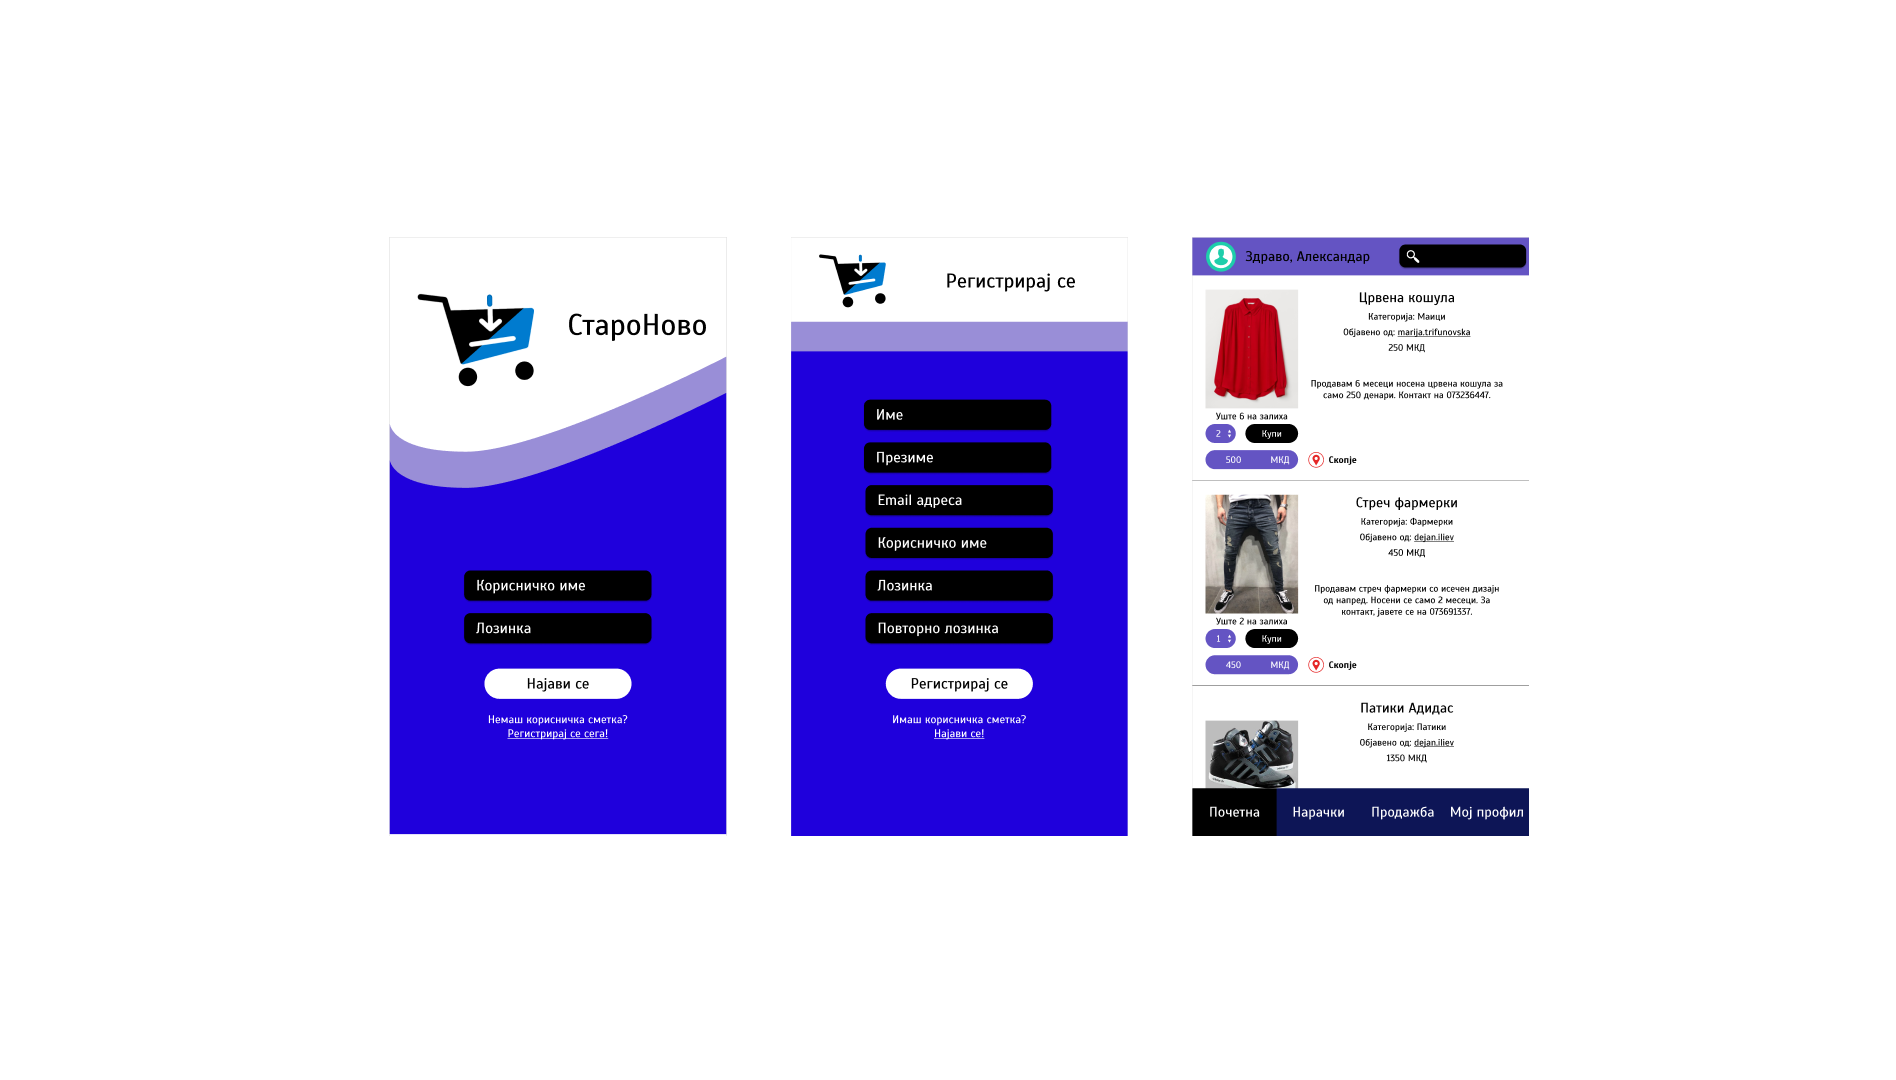 СтароНово
Корисничко име
Лозинка
Најави се
Немаш корисничка сметка?
Регистрирај се сега!
Регистрирај се
Име
Презиме
Email адреса
Корисничко име
Лозинка
Повторно лозинка
Регистрирај се
Имаш корисничка сметка?
Најави се!
Здраво, Александар
Црвена кошула
Категорија: Маици
Објавено од: marija.trifunovska
250 МКД
Продавам 6 месеци носена црвена кошула за
само 250 денари. Контакт на 073236447.
Уште 6 на залиха
2 Купи
500 МКД Скопје
Стреч фармерки
Категорија: Фармерки
Објавено од: dejan.iliev
450 МКД
Продавам стреч фармерки со исечен дизајн
од напред. Носени се само 2 месеци. За
контакт, јавете се на 073691337.
Уште 2 на залиха
1 Купи
450 МКД Скопје
Патики Адидас
Категорија: Патики
Објавено од: dejan.iliev
1350 МКД
Почетна Нарачки Продажба Мој профил